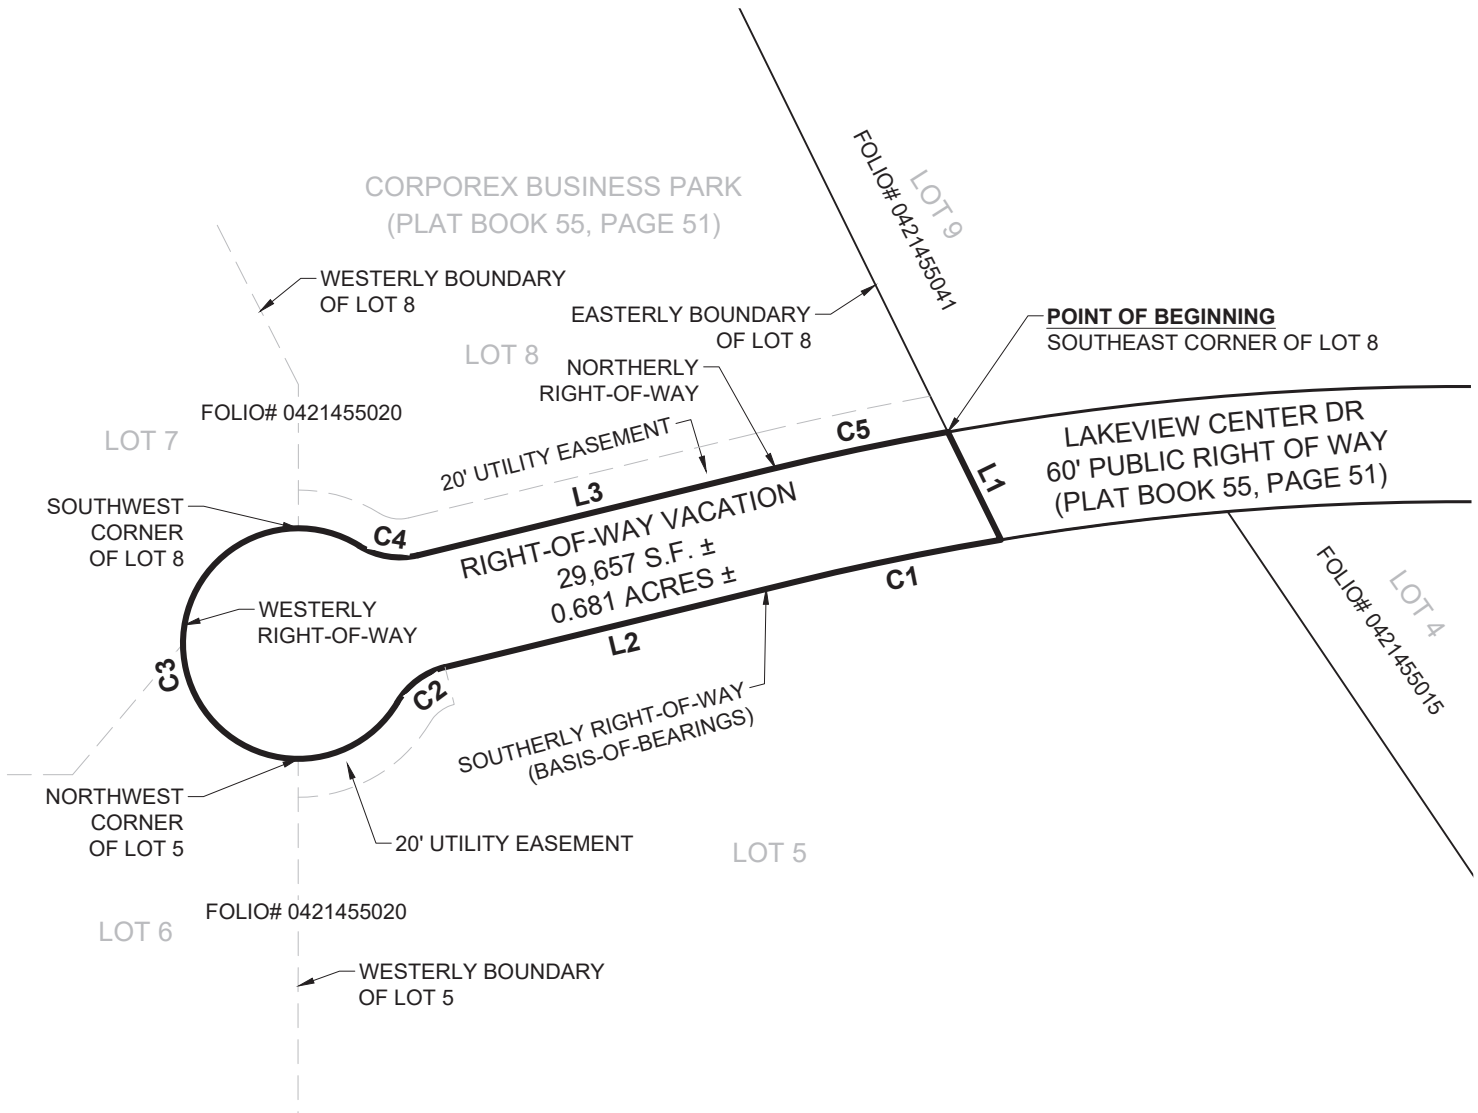 CORPOREX BUSINESS PARK
(PLAT BOOK 55, PAGE 51)
FOLIO# 0421455041
LOT 9
WESTERLY BOUNDARY
OF LOT 8
EASTERLY BOUNDARY
OF LOT 8
POINT OF BEGINNING
SOUTHEAST CORNER OF LOT 8
LOT 8
NORTHERLY
RIGHT-OF-WAY
FOLIO# 0421455020
LOT 7
20' UTILITY EASEMENT
C5
LAKEVIEW CENTER DR
60' PUBLIC RIGHT OF WAY
(PLAT BOOK 55, PAGE 51)
L1
L3
SOUTHWEST
CORNER
OF LOT 8
C4
RIGHT-OF-WAY VACATION
29,657 S.F. ±
0.681 ACRES ±
C1
WESTERLY
RIGHT-OF-WAY
L2
C3
C2
SOUTHERLY RIGHT-OF-WAY
(BASIS-OF-BEARINGS)
FOLIO# 0421455015
LOT 4
NORTHWEST
CORNER
OF LOT 5
20' UTILITY EASEMENT
LOT 5
FOLIO# 0421455020
LOT 6
WESTERLY BOUNDARY
OF LOT 5